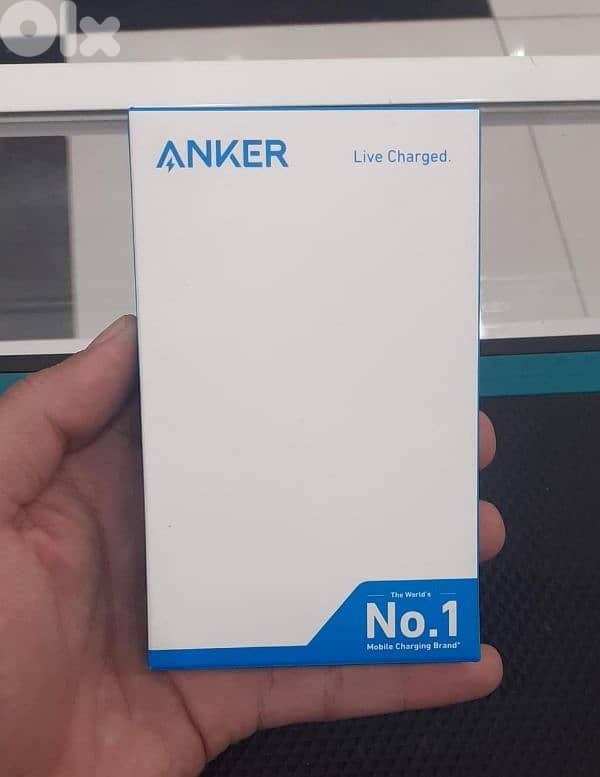 OLX
ANKER
Live Charged.
The World's
No.1
Mobile Charging Brand*